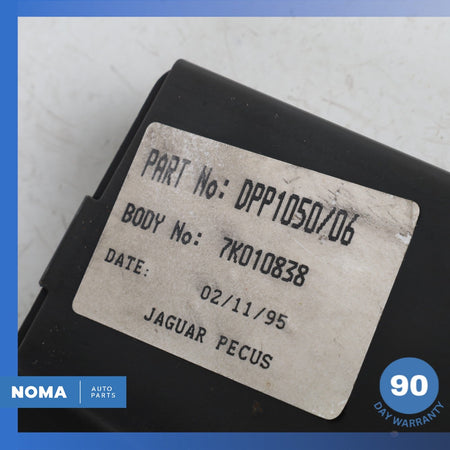 PART No: DPP1050/06
BODY No: 7K010838
DATE:
02/11/95
JAGUAR PECUS
NOMA
AUTO
PARTS
90
DAY WARRANTY